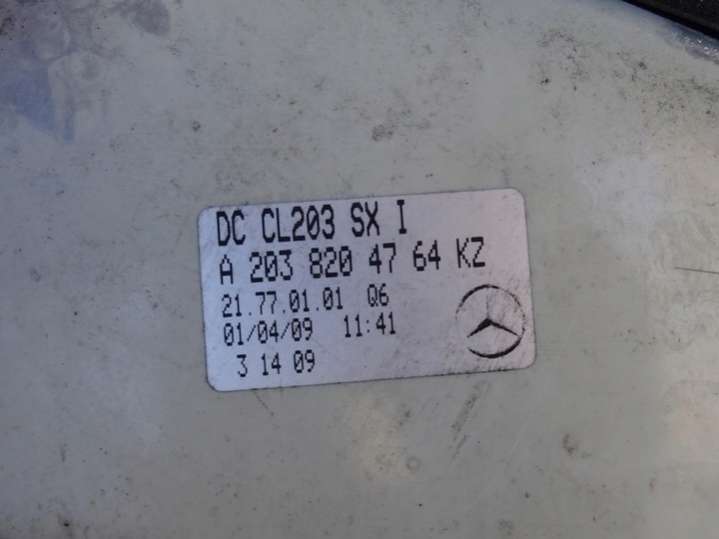 DC CL203 SX I
A 203 820 47 64 KZ
21.77.01.01 Q6
01/04/09 11:41
3 14 09